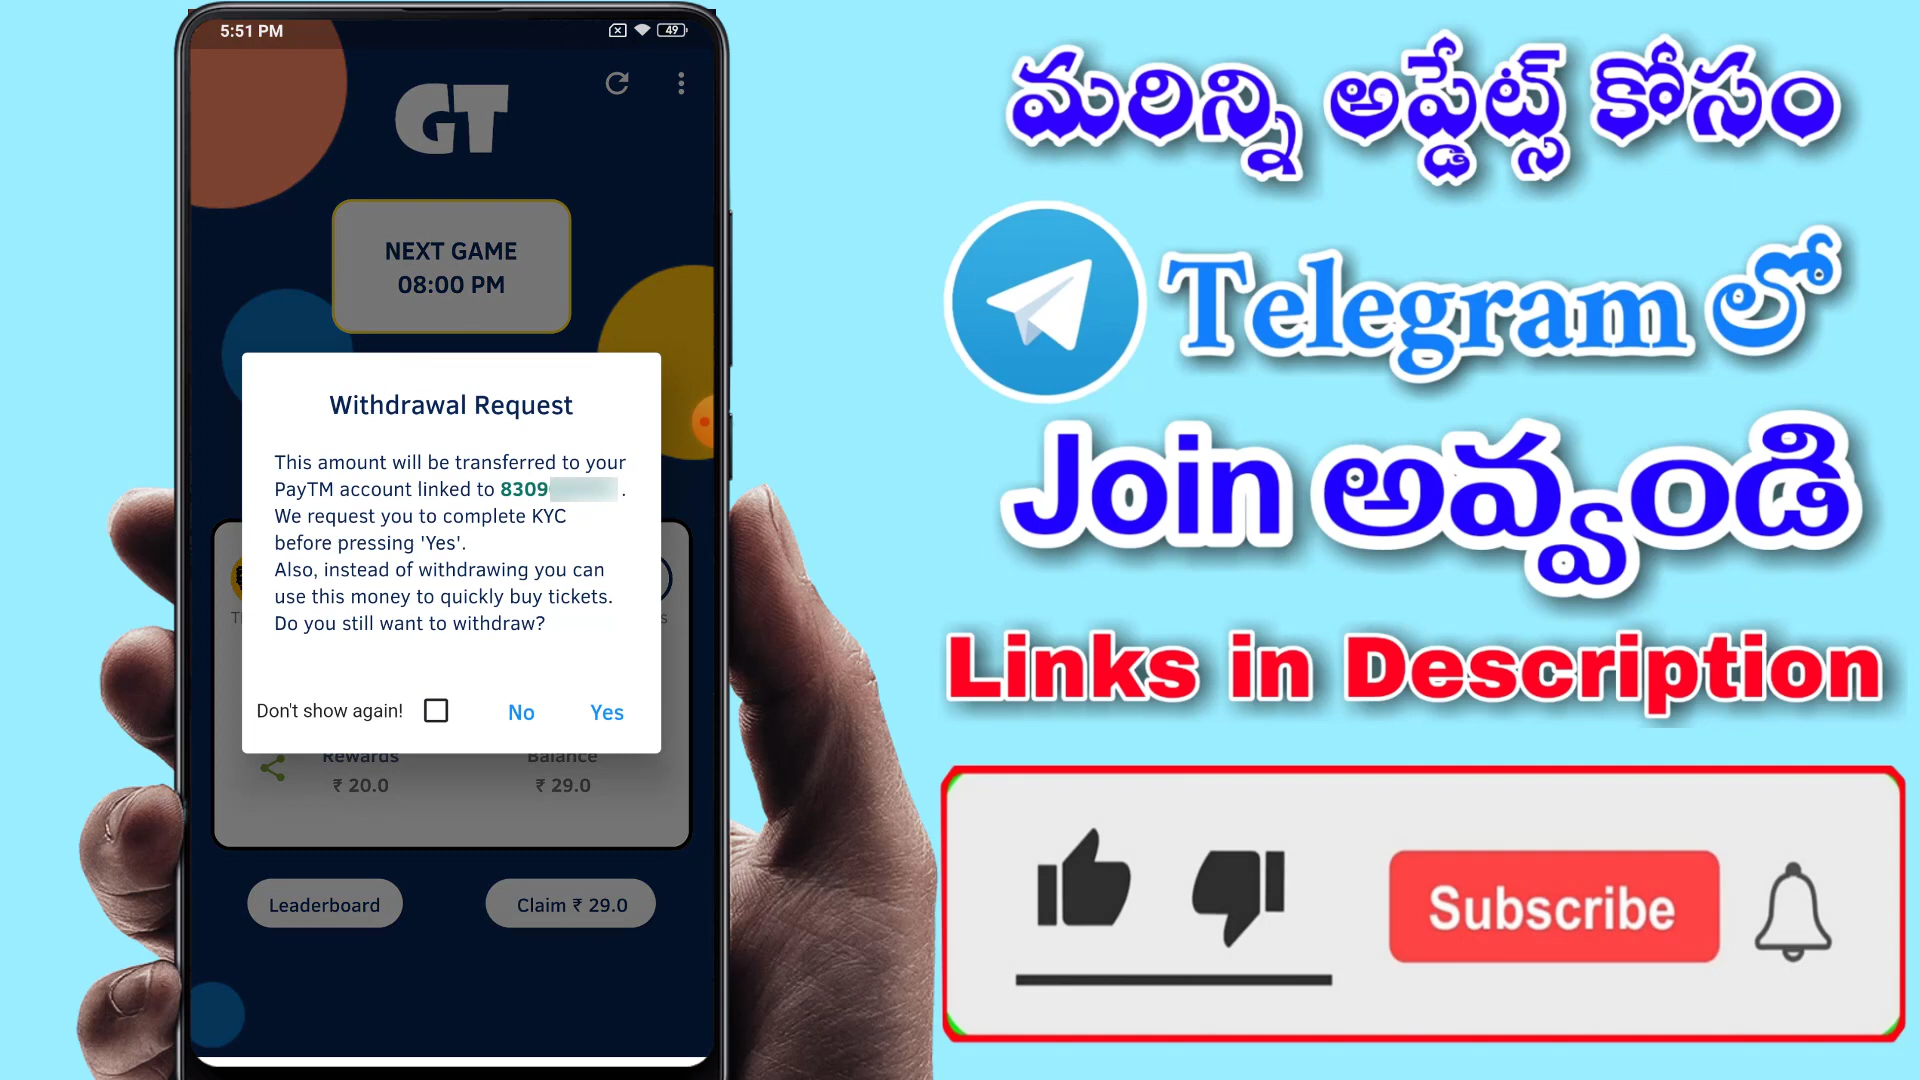 5:51 PM
49
GT
NEXT GAME
08:00 PM
Withdrawal Request
This amount will be transferred to your
PayTM account linked to 8309 .
We request you to complete KYC
before pressing 'Yes'.
Also, instead of withdrawing you can
use this money to quickly buy tickets.
Do you still want to withdraw?
Don't show again!
No
Yes
Rewards
Balance
₹ 20.0
₹ 29.0
Leaderboard
Claim ₹ 29.0
మరిన్ని అప్డేట్స్ కోసం
Telegram లో
Join అవ్వండి
Links in Description
Subscribe